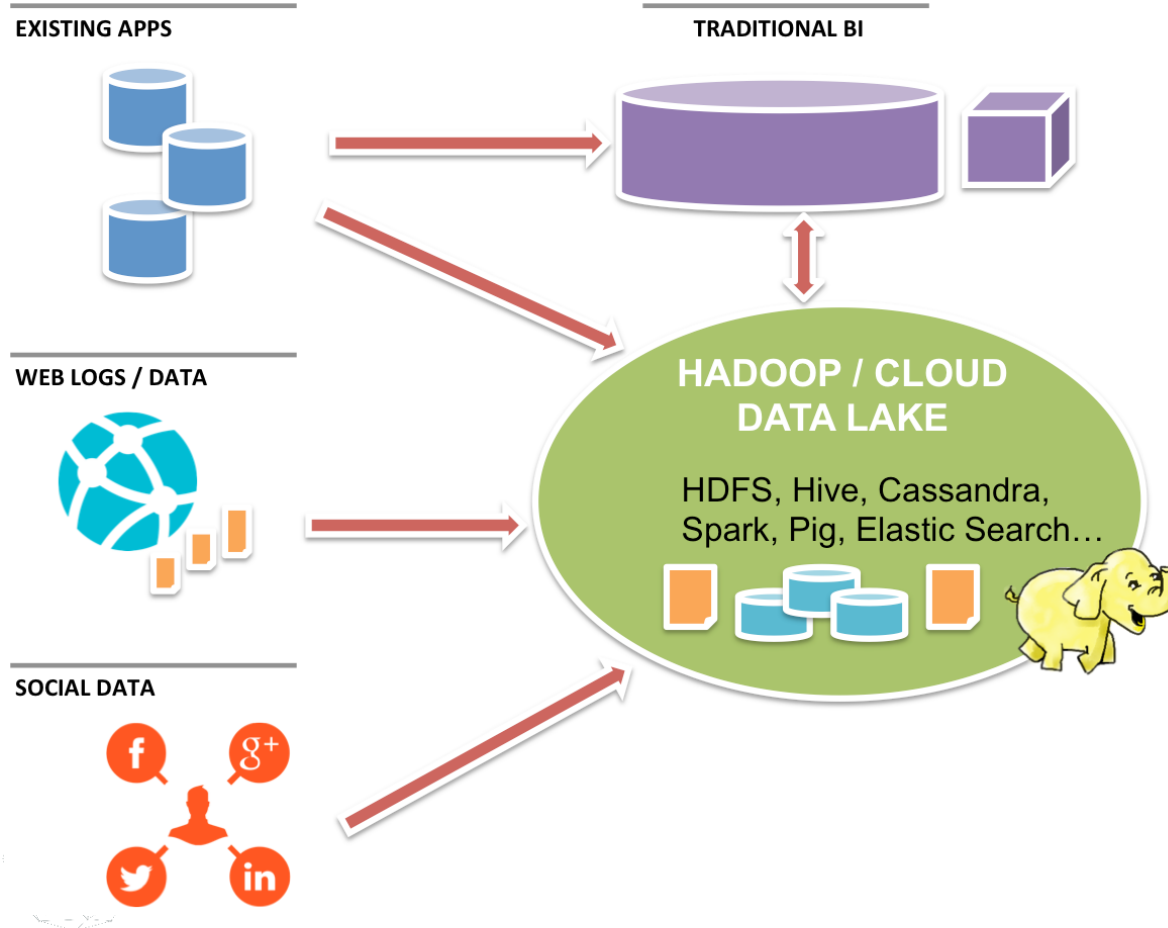 EXISTING APPS
TRADITIONAL BI
WEB LOGS / DATA
HADOOP / CLOUD
DATA LAKE
HDFS, Hive, Cassandra,
Spark, Pig, Elastic Search…
SOCIAL DATA
f
g+
in